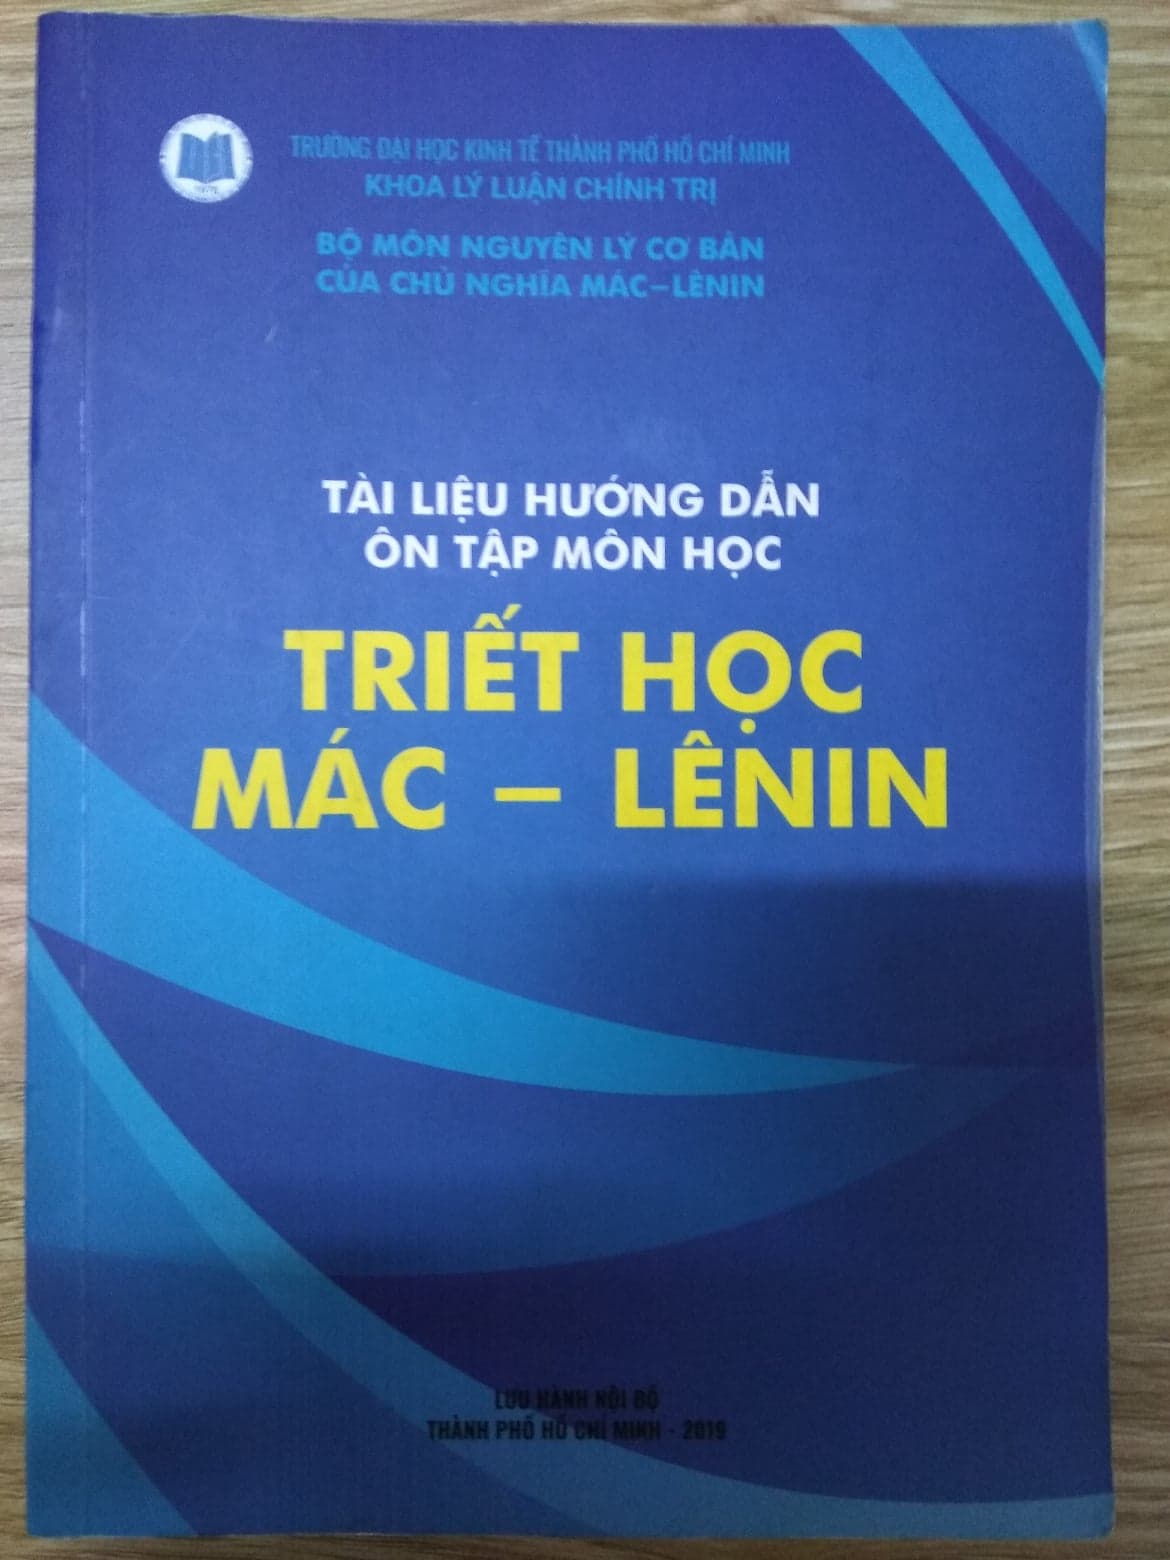 TRƯỜNG ĐẠI HỌC KINH TẾ THÀNH PHỐ HỒ CHÍ MINH
KHOA LÝ LUẬN CHÍNH TRỊ
BỘ MÔN NGUYÊN LÝ CƠ BẢN
CỦA CHỦ NGHĨA MÁC–LÊNIN
TÀI LIỆU HƯỚNG DẪN
ÔN TẬP MÔN HỌC
TRIẾT HỌC
MÁC – LÊNIN
LƯU HÀNH NỘI BỘ
THÀNH PHỐ HỒ CHÍ MINH - 2019